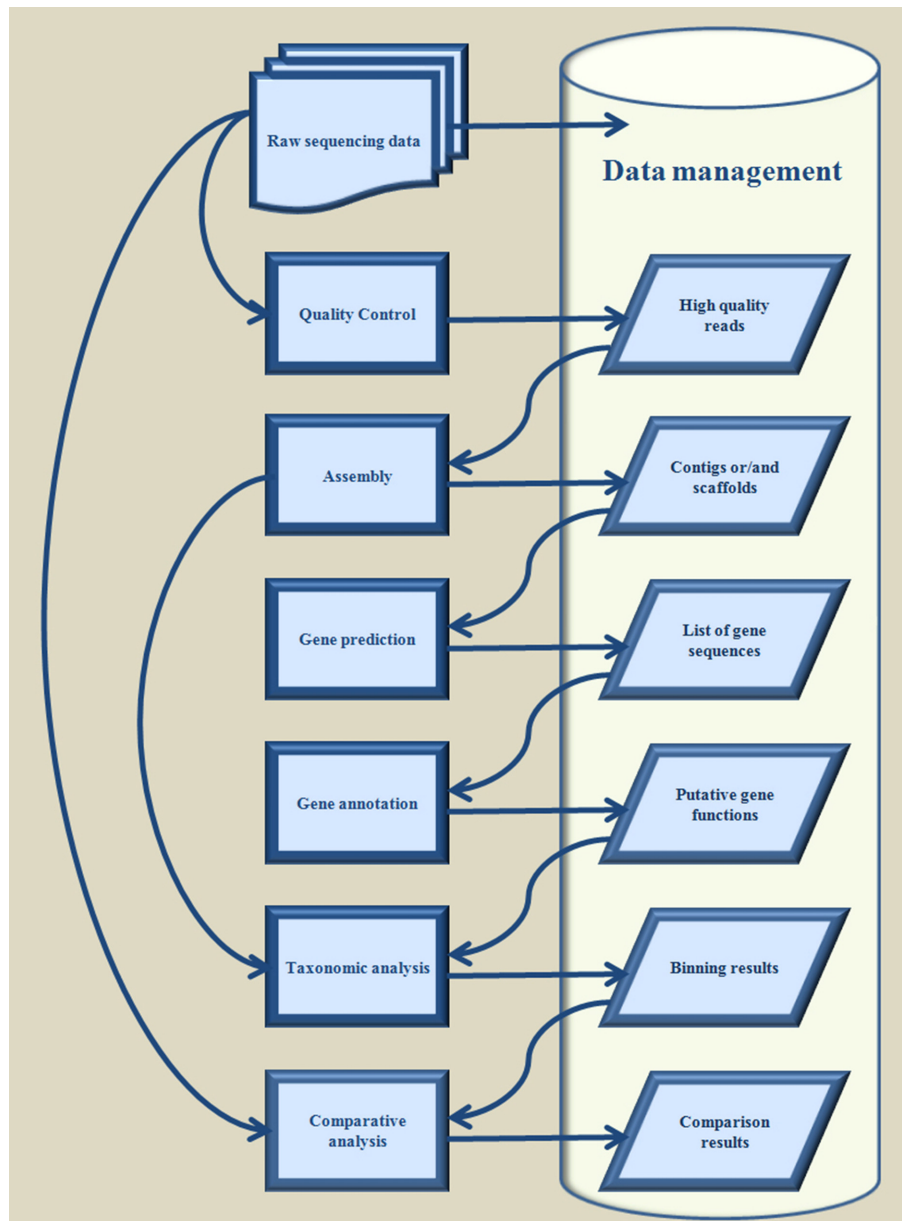 Raw sequencing data
Data management
Quality Control
High quality
reads
Assembly
Contigs or/and
scaffolds
Gene prediction
List of gene
sequences
Gene annotation
Putative gene
functions
Taxonomic analysis
Binning results
Comparative
analysis
Comparison
results